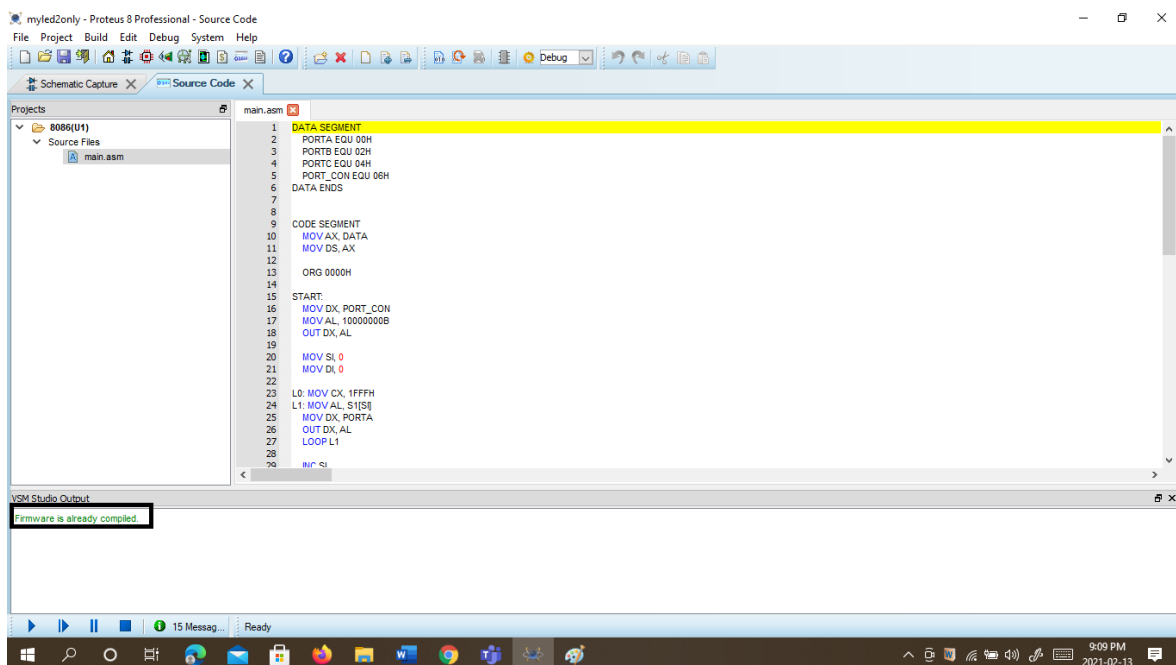 myled2only - Proteus 8 Professional - Source Code
File Project Build Edit Debug System Help
Debug
Schematic Capture
Source Code
Projects
8086(U1)
Source Files
main.asm
main.asm
1 DATA SEGMENT
2 PORTA EQU 00H
3 PORTB EQU 02H
4 PORTC EQU 04H
5 PORT_CON EQU 06H
6 DATA ENDS
7
8
9 CODE SEGMENT
10 MOV AX, DATA
11 MOV DS, AX
12
13 ORG 0000H
14
15 START:
16 MOV DX, PORT_CON
17 MOV AL, 10000000B
18 OUT DX, AL
19
20 MOV SI, 0
21 MOV DI, 0
22
23 L0: MOV CX, 1FFFH
24 L1: MOV AL, S1[SI]
25 MOV DX, PORTA
26 OUT DX, AL
27 LOOP L1
28
29 INC SI
VSM Studio Output
Firmware is already compiled.
15 Messag...
Ready
9:09 PM
2021-02-13